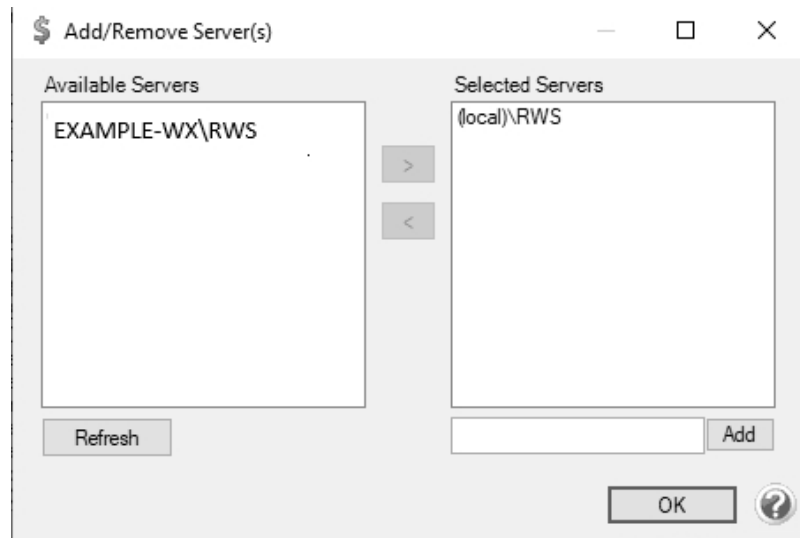 Add/Remove Server(s)
Available Servers
EXAMPLE-WX\RWS
>
<
Refresh
Selected Servers
(local)\RWS
Add
OK
?